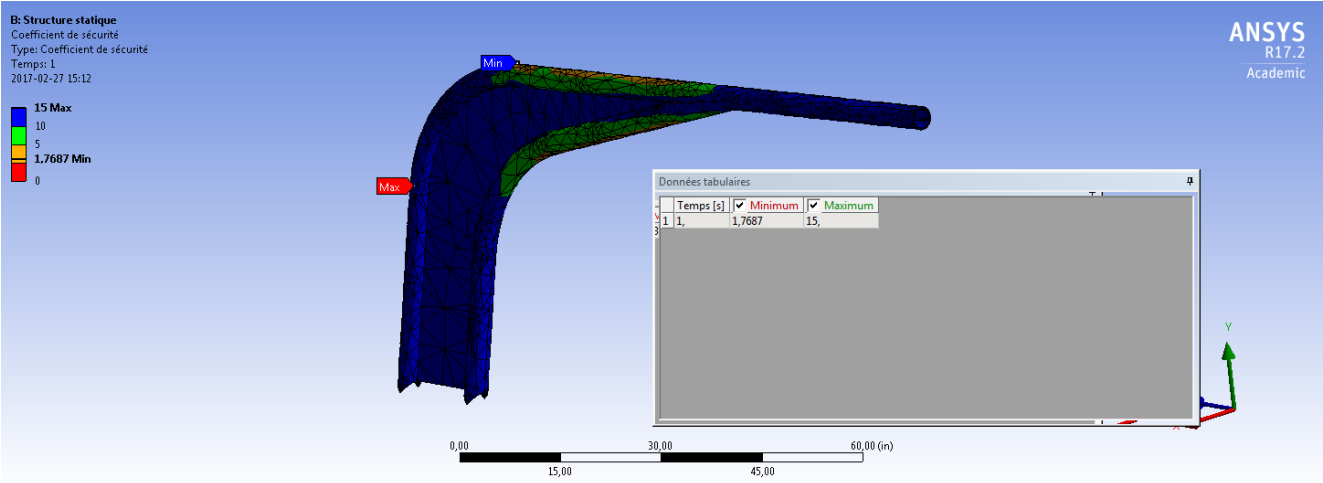 B: Structure statique
Coefficient de sécurité
Type: Coefficient de sécurité
Temps: 1
2017-02-27 15:12
15 Max
10
5
1,7687 Min
0
ANSYS
R17.2
Academic
Min
Max
Données tabulaires
Temps [s] Minimum Maximum
1 1, 1,7687 15,
Y
X
0,00 30,00 60,00 (in)
15,00 45,00